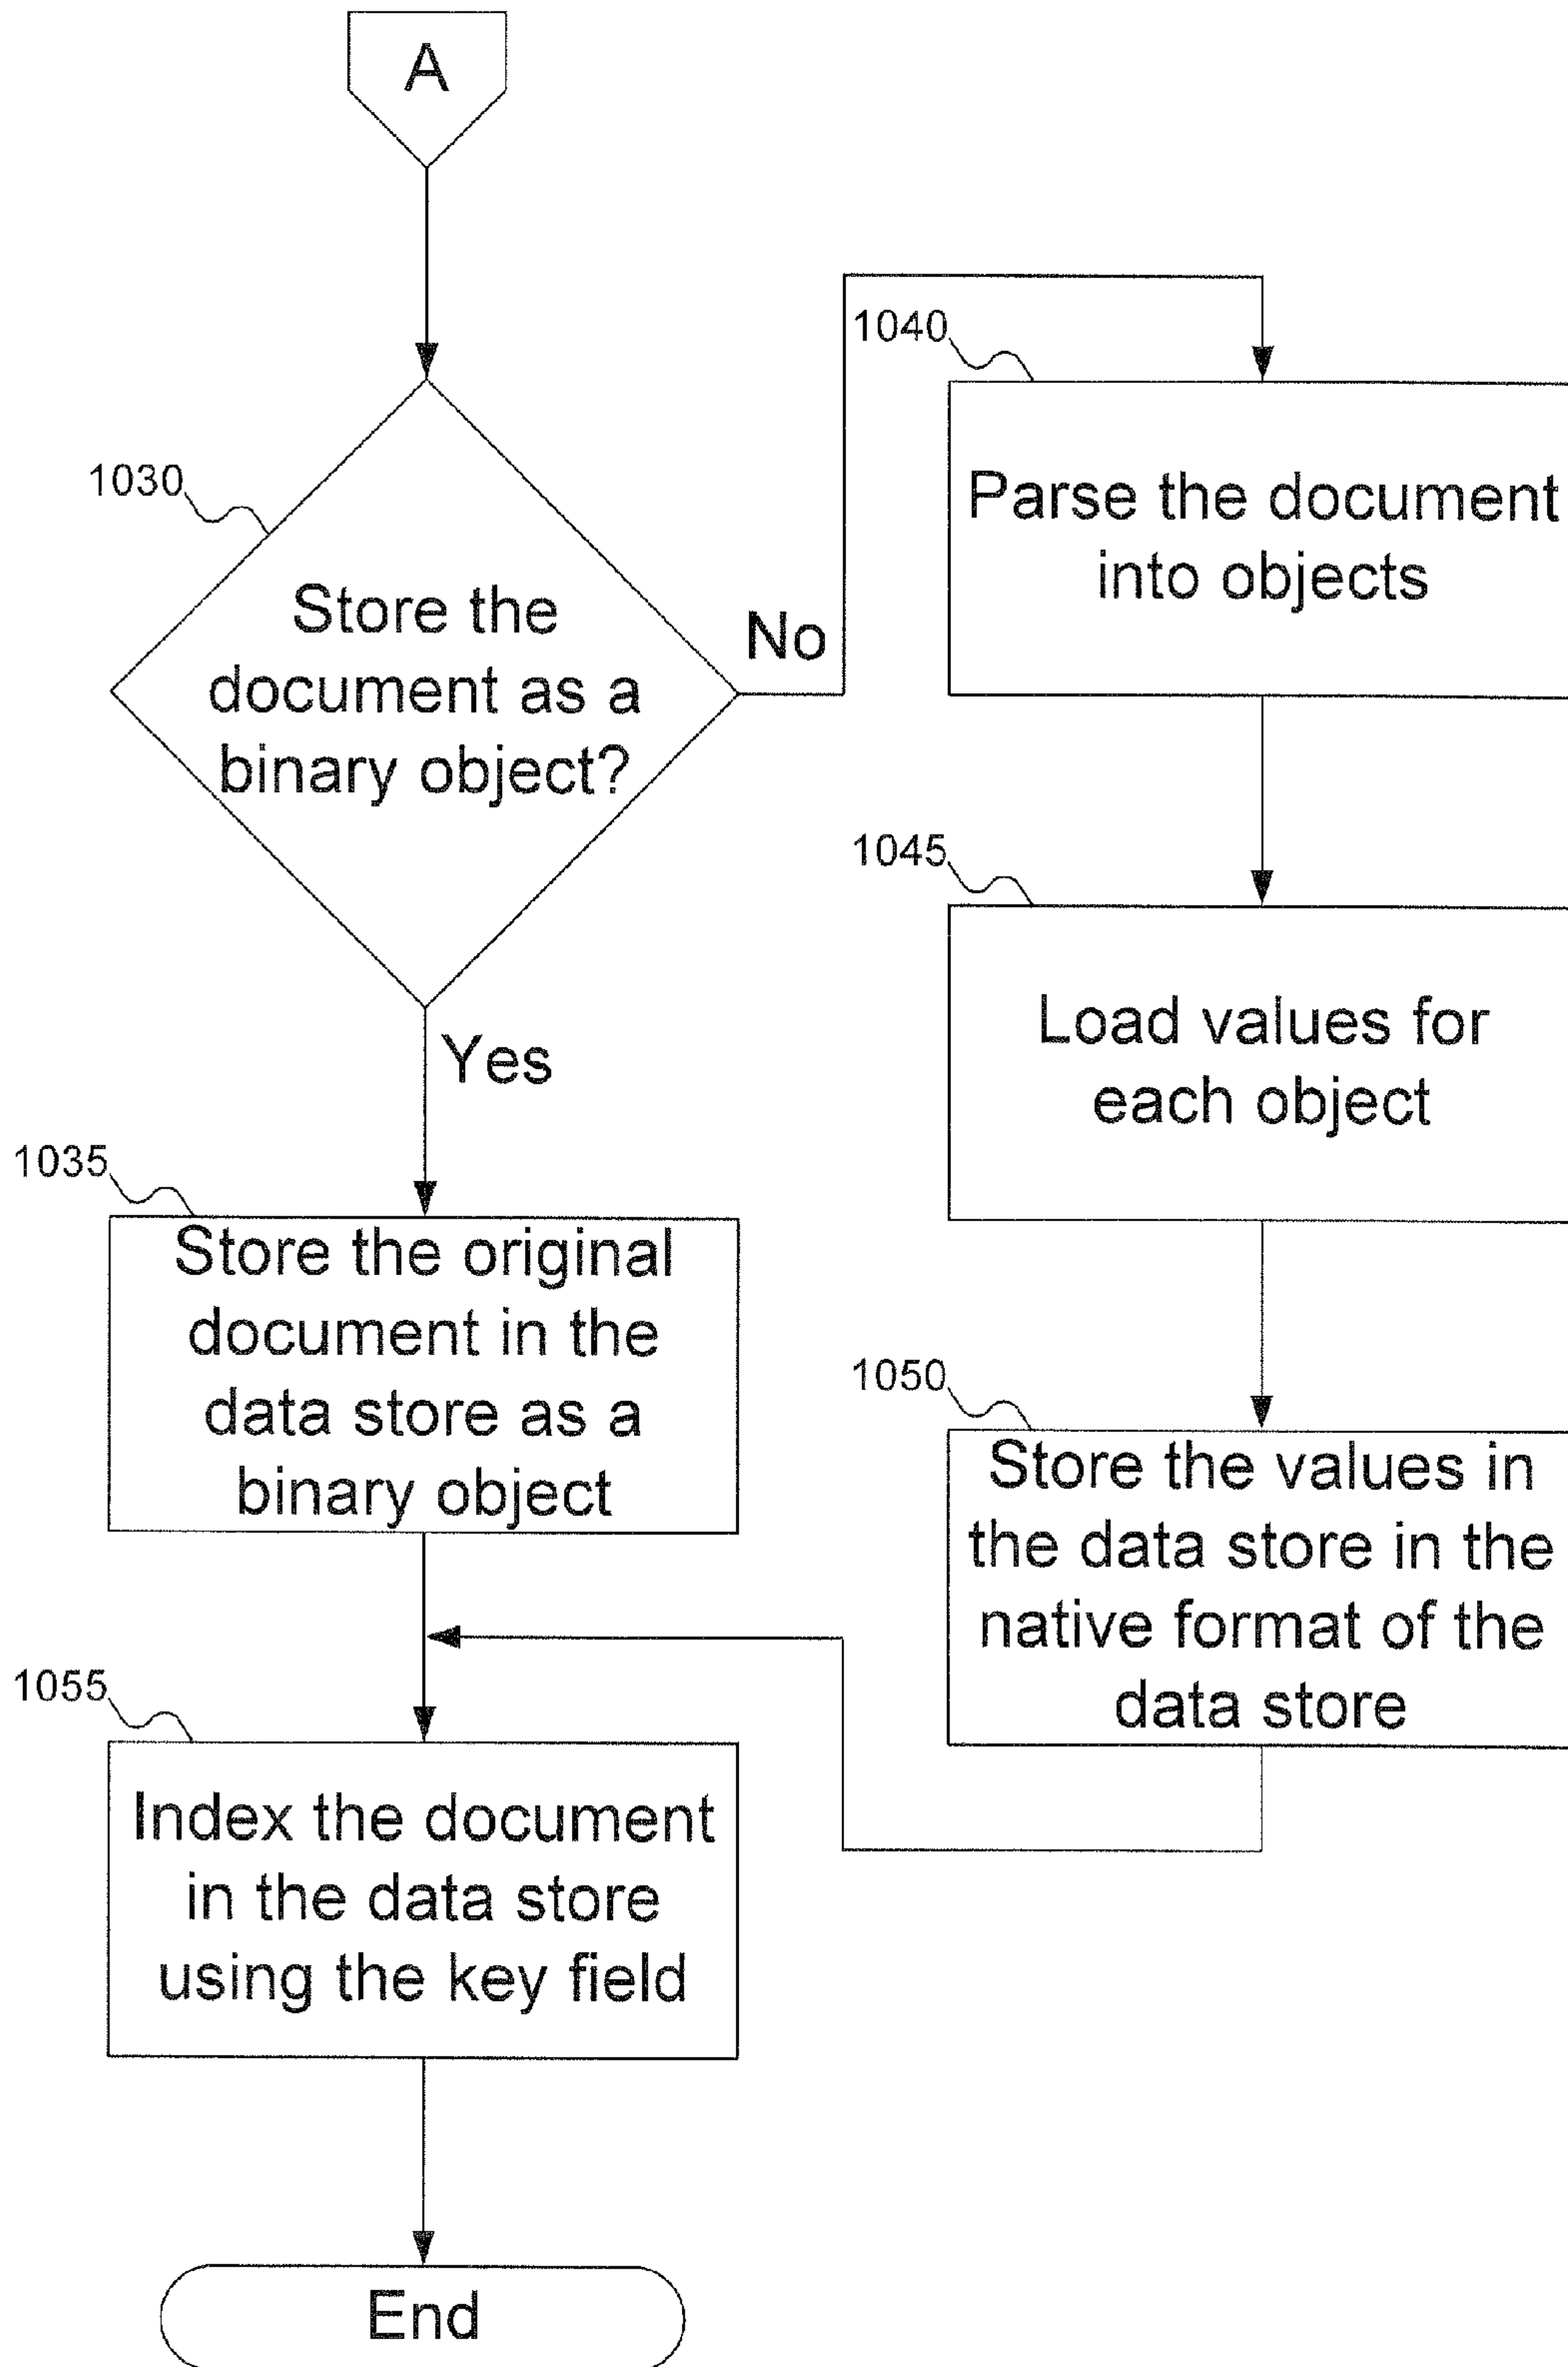 A
1030
Store the
document as a
binary object?
No
Yes
1040
Parse the document
into objects
1045
Load values for
each object
1035
Store the original
document in the
data store as a
binary object
1050
Store the values in
the data store in the
native format of the
data store
1055
Index the document
in the data store
using the key field
End